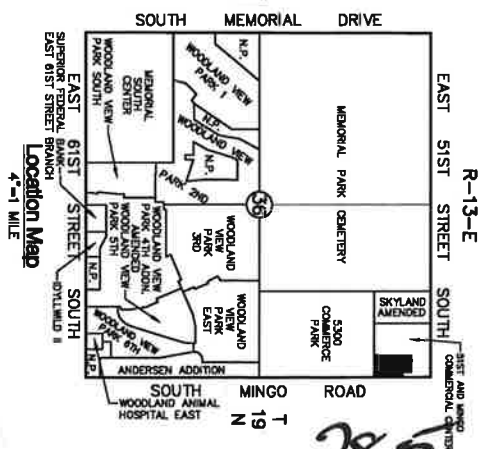 R-13-E
SOUTH MEMORIAL DRIVE
EAST 51ST STREET SOUTH
N.P.
WOODLAND VIEW
PARK 1
N.P.
WOODLAND VIEW
PARK 2ND
N.P.
MEMORIAL
SOUTH
CENTER
WOODLAND VIEW
PARK SOUTH
MEMORIAL PARK CEMETERY
36
WOODLAND
VIEW
PARK
3RD
WOODLAND VIEW
PARK 4TH ADDN.
AMENDED
WOODLAND VIEW
PARK 5TH
WOODLAND
VIEW
PARK
EAST
5300
COMMERCE
PARK
SKYLAND
AMENDED
51ST AND MINGO
COMMERCIAL CENTER
N.P.
WOODLAND VIEW
PARK 6TH
N.P.
ANDERSEN ADDITION
SOUTH MINGO ROAD
WOODLAND ANIMAL
HOSPITAL EAST
T
19
N
EAST 61ST STREET SOUTH
SUPERIOR FEDERAL BANK
EAST 61ST STREET BRANCH
IDYLLWILD II
Location Map
4"=1 MILE